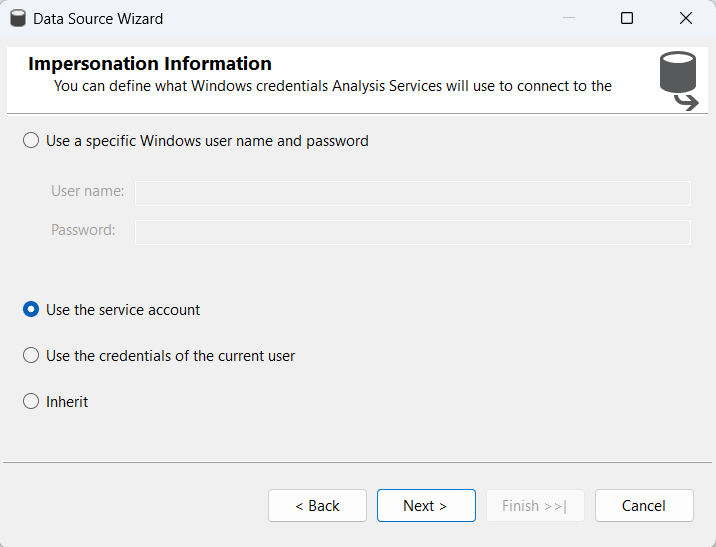 Data Source Wizard
Impersonation Information
You can define what Windows credentials Analysis Services will use to connect to the
Use a specific Windows user name and password
User name:
Password:
Use the service account
Use the credentials of the current user
Inherit
< Back Next > Finish >>| Cancel